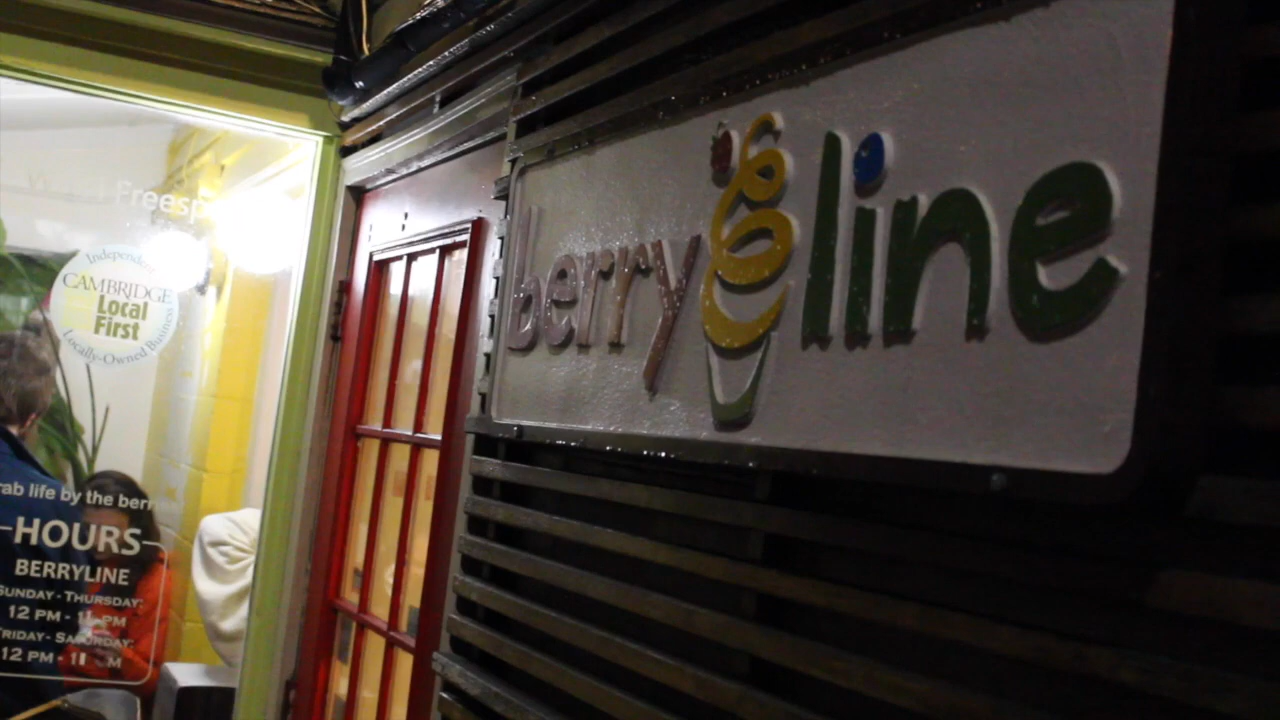 berryline
Freesp
Independent
CAMBRIDGE
Local
First
Locally-Owned Business
rab life by the berr
HOURS
BERRYLINE
SUNDAY - THURSDAY:
12 PM - 11 PM
FRIDAY - SATURDAY:
12 PM - 11